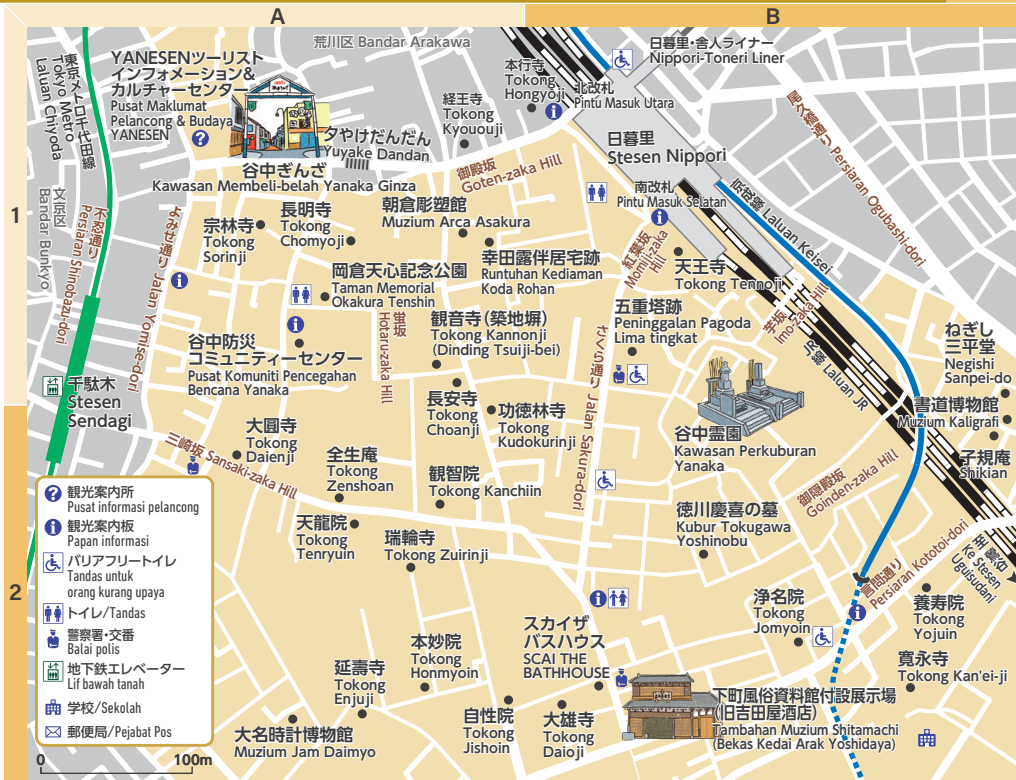 A
B
1
2
荒川区 Bandar Arakawa
東京メトロ千代田線
Tokyo Metro
Laluan Chiyoda
YANESENツーリスト
インフォメーション&
カルチャーセンター
Pusat Maklumat
Pelancong & Budaya
YANESEN
夕やけだんだん
Yuyake Dandan
谷中ぎんざ
Kawasan Membeli-belah Yanaka Ginza
経王寺
Tokong
Kyououji
本行寺
Tokong
Hongyoji
北改札
Pintu Masuk Utara
日暮里・舎人ライナー
Nippori-Toneri Liner
日暮里
Stesen Nippori
南改札
Pintu Masuk Selatan
尾久橋通り Persiaran Ogubashi-dori
京成線 Laluan Keisei
御殿坂
Goten-zaka Hill
文京区
Bandar Bunkyo
不忍通り
Persiaran Shinobazu-dori
よみせ通り Jalan Yomise-dori
宗林寺
Tokong
Sorinji
長明寺
Tokong
Chomyoji
朝倉彫塑館
Muzium Arca Asakura
幸田露伴居宅跡
Runtuhan Kediaman
Koda Rohan
紅葉坂
Momiji-zaka
Hill
天王寺
Tokong Tennoji
芋坂
Imo-zaka Hill
JR線 Laluan JR
岡倉天心記念公園
Taman Memorial
Okakura Tenshin
蛍坂
Hotaru-zaka Hill
観音寺(築地塀)
Tokong Kannonji
(Dinding Tsuiji-bei)
五重塔跡
Peninggalan Pagoda
Lima tingkat
さくら通り Jalan Sakura-dori
谷中防災
コミュニティーセンター
Pusat Komuniti Pencegahan
Bencana Yanaka
ねぎし
三平堂
Negishi
Sanpei-do
千駄木
Stesen
Sendagi
長安寺
Tokong
Choanji
功徳林寺
Tokong
Kudokurinji
谷中霊園
Kawasan Perkuburan
Yanaka
書道博物館
Muzium Kaligrafi
子規庵
Shikian
大圓寺
Tokong
Daienji
三崎坂 Sansaki-zaka Hill
全生庵
Tokong
Zenshoan
観智院
Tokong Kanchiin
御隠殿坂
Goinden-zaka Hill
徳川慶喜の墓
Kubur Tokugawa
Yoshinobu
天龍院
Tokong
Tenryuin
瑞輪寺
Tokong Zuirinji
言問通り
Persiaran Kototoi-dori
至 鶯谷
Ke Stesen
Uguisudani
観光案内所
Pusat informasi pelancong
観光案内板
Papan informasi
バリアフリートイレ
Tandas untuk
orang kurang upaya
トイレ/Tandas
警察署・交番
Balai polis
地下鉄エレベーター
Lif bawah tanah
学校/Sekolah
郵便局/Pejabat Pos
0 100m
スカイザ
バスハウス
SCAI THE
BATHHOUSE
浄名院
Tokong
Jomyoin
養寿院
Tokong
Yojuin
寛永寺
Tokong Kan'ei-ji
本妙院
Tokong
Honmyoin
延壽寺
Tokong
Enjuji
自性院
Tokong
Jishoin
大雄寺
Tokong
Daioji
下町風俗資料館付設展示場
(旧吉田屋酒店)
Tambahan Muzium Shitamachi
(Bekas Kedai Arak Yoshidaya)
大名時計博物館
Muzium Jam Daimyo